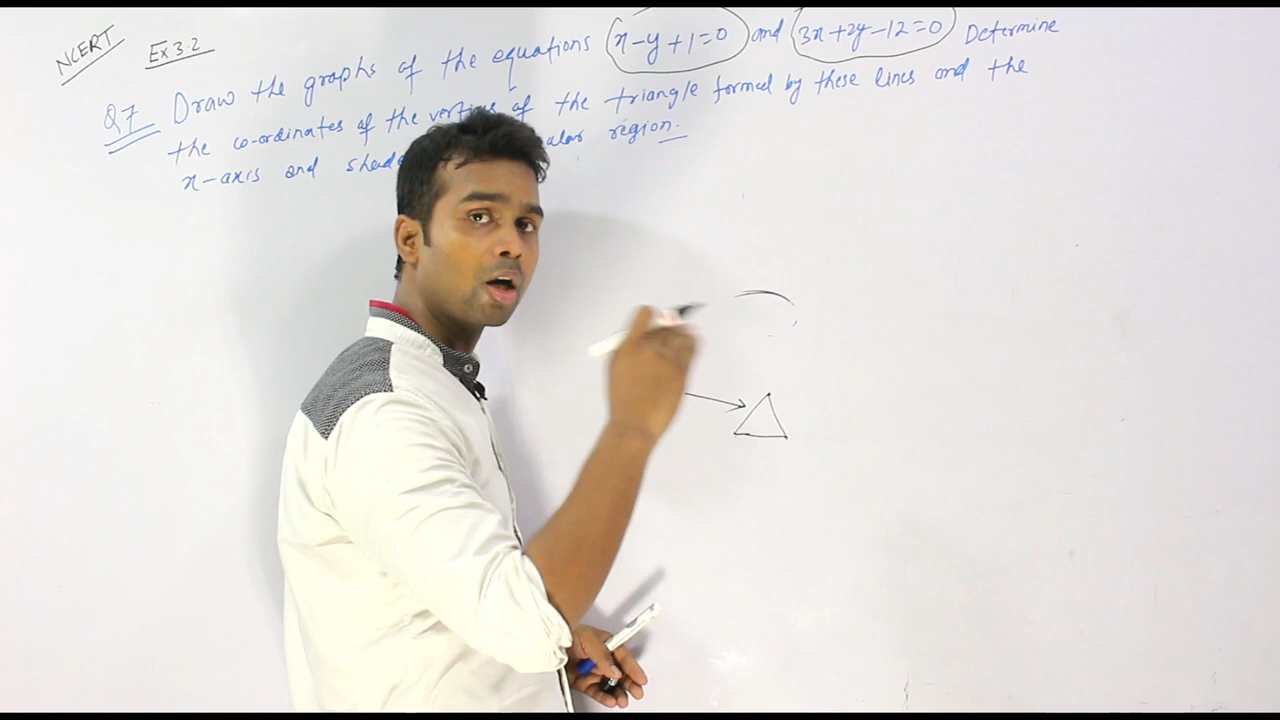 NCERT
Ex 3.2
Q7 Draw the graphs of the equations x-y+1=0 and 3x+2y-12=0 Determine
the co-ordinates of the of the triangle formed by these lines and the
x-axis and region.